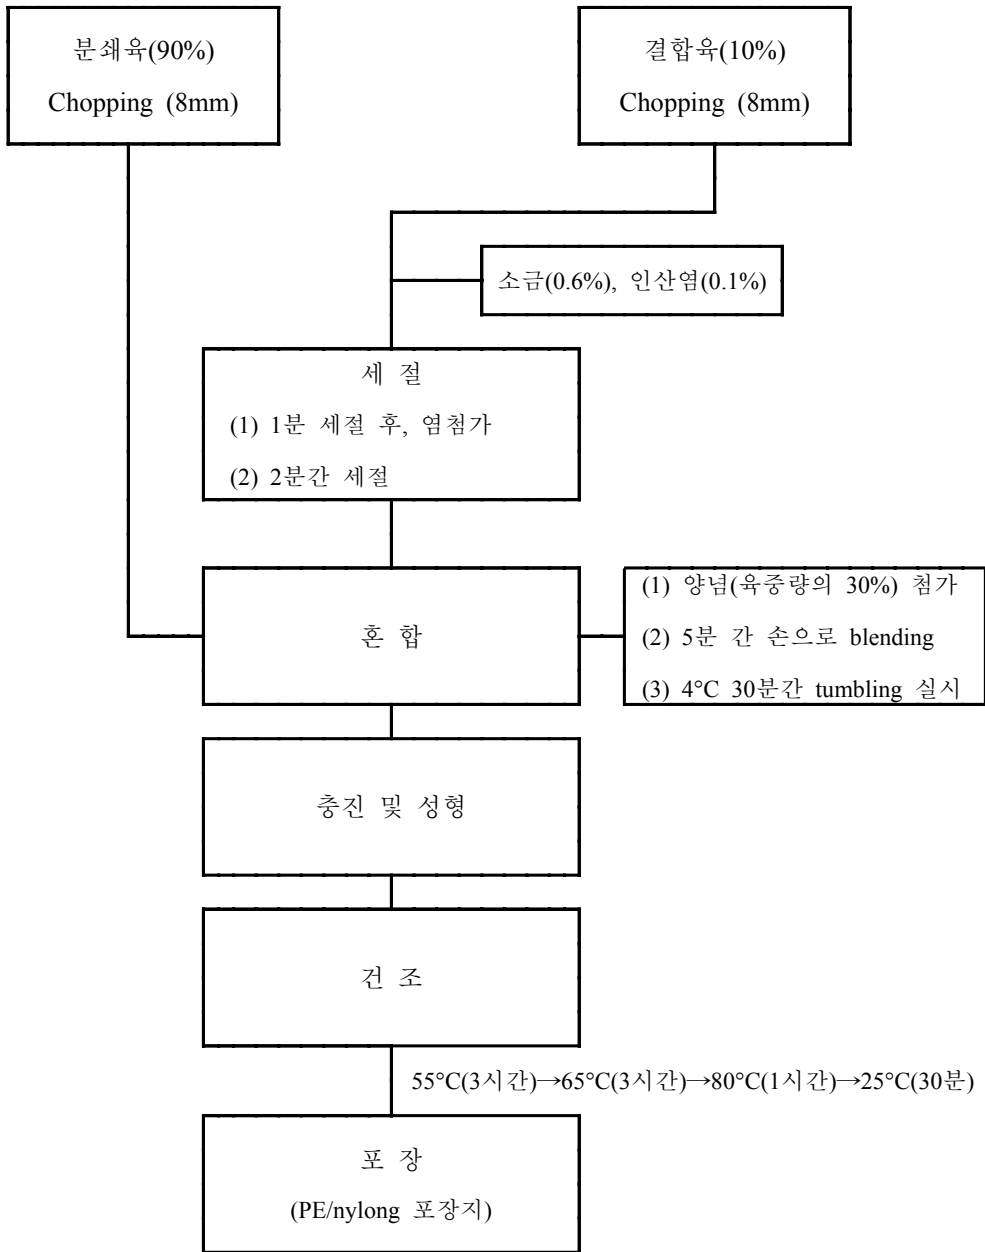 분쇄육(90%)
Chopping (8mm)
결합육(10%)
Chopping (8mm)
소금(0.6%), 인산염(0.1%)
세 절
(1) 1분 세절 후, 염첨가
(2) 2분간 세절
혼 합
(1) 양념(육중량의 30%) 첨가
(2) 5분 간 손으로 blending
(3) 4°C 30분간 tumbling 실시
충진 및 성형
건 조
55°C(3시간)→65°C(3시간)→80°C(1시간)→25°C(30분)
포 장
(PE/nylong 포장지)